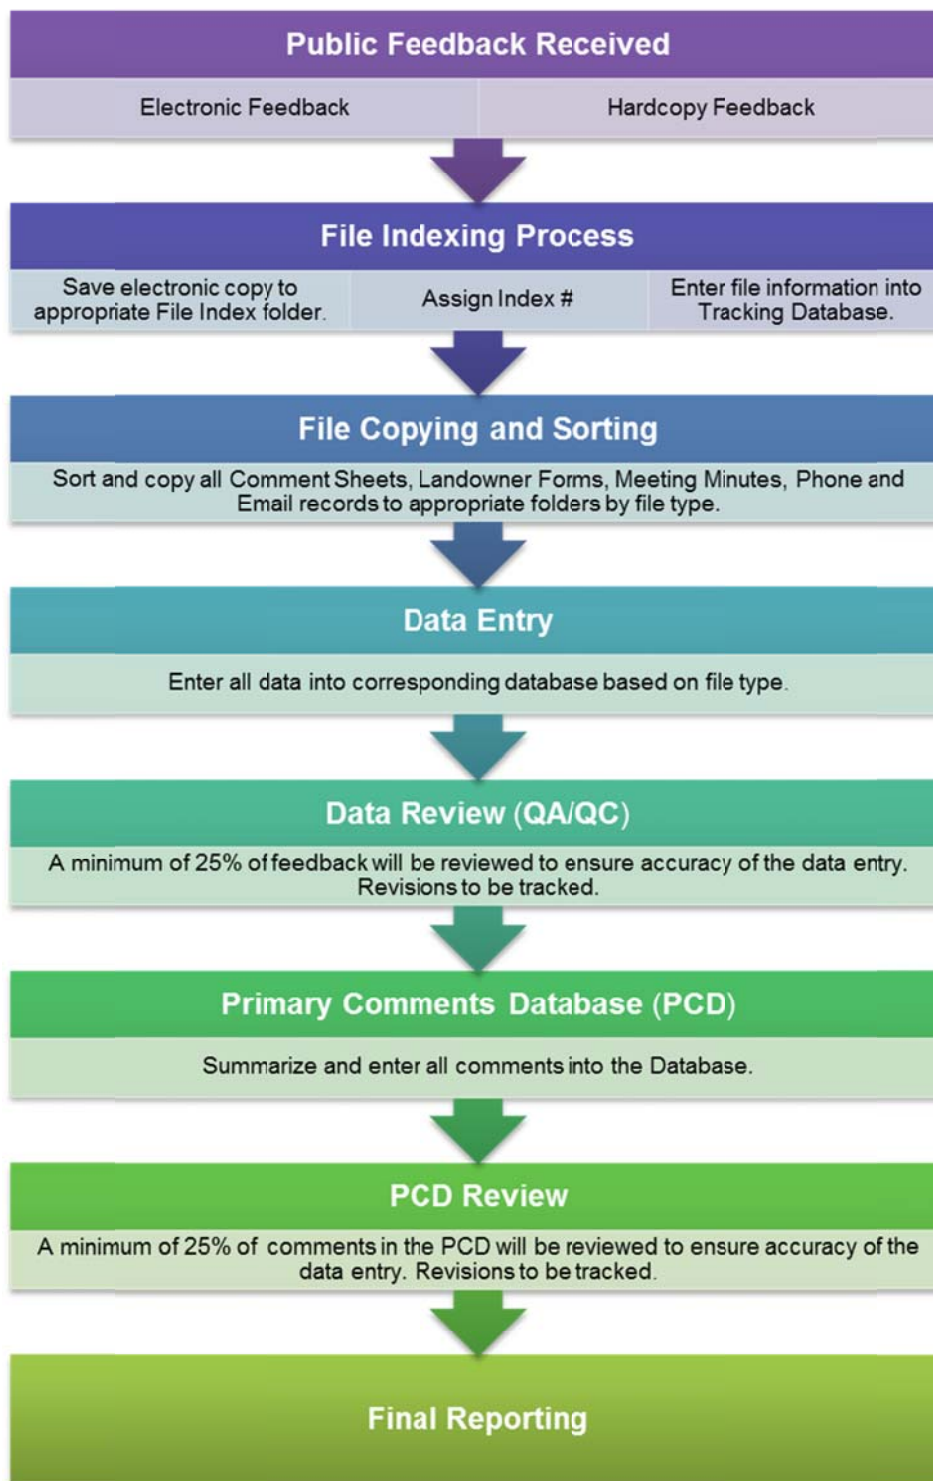 Public Feedback Received
Electronic Feedback
Hardcopy Feedback
File Indexing Process
Save electronic copy to
appropriate File Index folder.
Assign Index #
Enter file information into
Tracking Database.
File Copying and Sorting
Sort and copy all Comment Sheets, Landowner Forms, Meeting Minutes, Phone and
Email records to appropriate folders by file type.
Data Entry
Enter all data into corresponding database based on file type.
Data Review (QA/QC)
A minimum of 25% of feedback will be reviewed to ensure accuracy of the data entry.
Revisions to be tracked.
Primary Comments Database (PCD)
Summarize and enter all comments into the Database.
PCD Review
A minimum of 25% of comments in the PCD will be reviewed to ensure accuracy of the
data entry. Revisions to be tracked.
Final Reporting